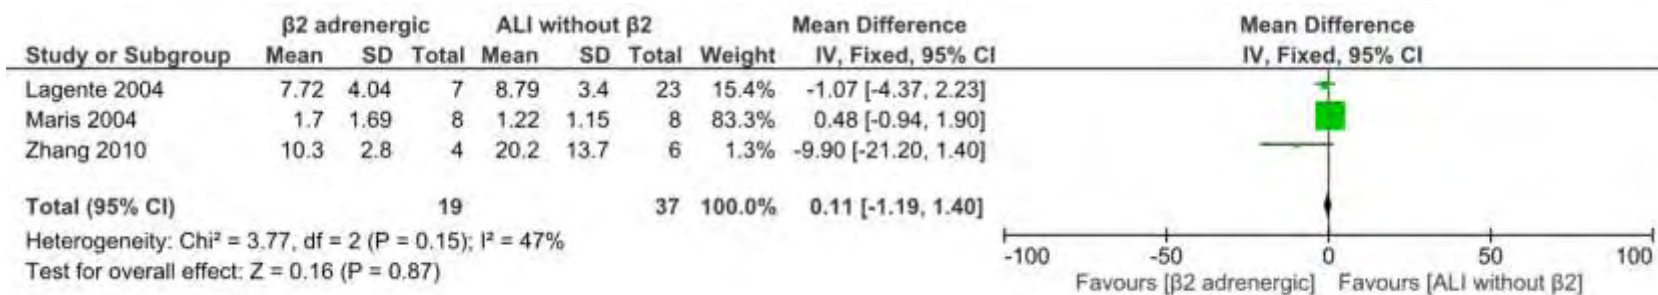 β2 adrenergic ALI without β2 Mean Difference Mean Difference
Study or Subgroup Mean SD Total Mean SD Total Weight IV, Fixed, 95% CI IV, Fixed, 95% CI
Lagente 2004 7.72 4.04 7 8.79 3.4 23 15.4% -1.07 [-4.37, 2.23]
Maris 2004 1.7 1.69 8 1.22 1.15 8 83.3% 0.48 [-0.94, 1.90]
Zhang 2010 10.3 2.8 4 20.2 13.7 6 1.3% -9.90 [-21.20, 1.40]
Total (95% CI) 19 37 100.0% 0.11 [-1.19, 1.40]
Heterogeneity: Chi² = 3.77, df = 2 (P = 0.15); I² = 47%
Test for overall effect: Z = 0.16 (P = 0.87)
-100 -50 0 50 100
Favours [β2 adrenergic] Favours [ALI without β2]